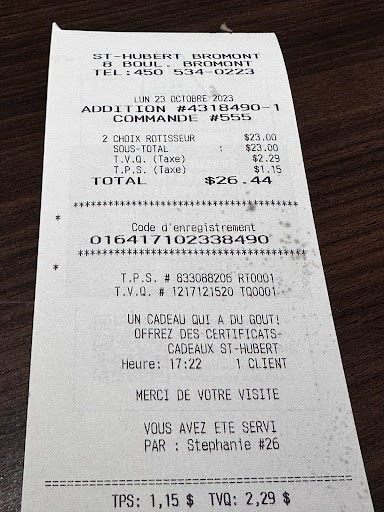 ST-HUBERT BROMONT
8 BOUL. BROMONT
TEL:450 534-0223
LUN 23 OCTOBRE 2023
ADDITION #4318490-1
COMMANDE #555
2 CHOIX ROTISSEUR $23.00
SOUS-TOTAL : $23.00
T.V.Q. (Taxe) $2.29
T.P.S. (Taxe) $1.15
TOTAL $26.44
* ****************************************
Code d'enregistrement
016417102338490
* ****************************************
T.P.S. # 833088206 RT0001
T.V.Q. # 1217121520 TQ0001
UN CADEAU QUI A DU GOUT!
OFFREZ DES CERTIFICATS-
CADEAUX ST-HUBERT
Heure: 17:22 1 CLIENT
MERCI DE VOTRE VISITE
VOUS AVEZ ETE SERVI
PAR : Stephanie #26
==========================================
TPS: 1,15 $ TVQ: 2,29 $